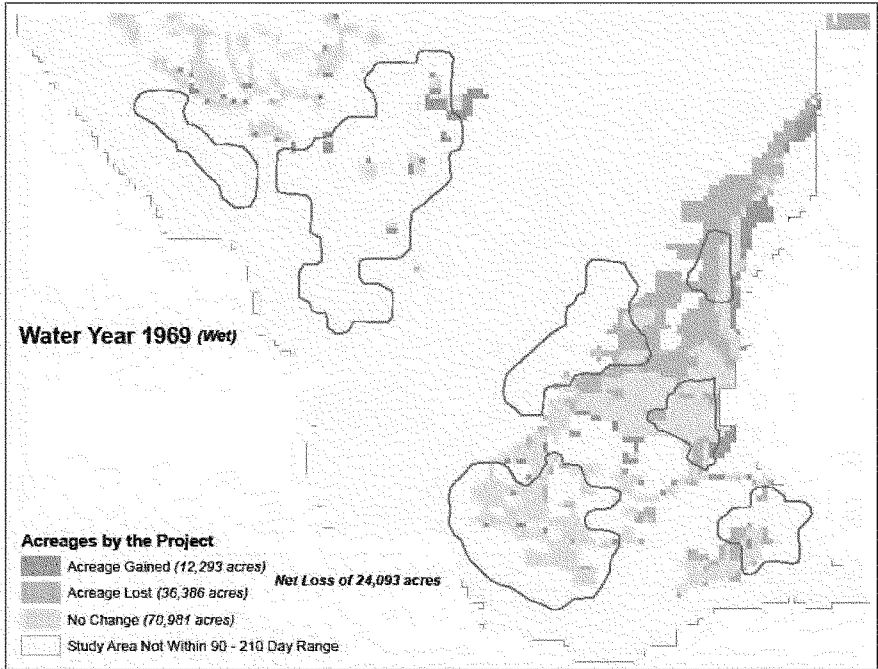 Water Year 1969 (Wet)
Acreages by the Project
Acreage Gained (12,293 acres)
Net Loss of 24,093 acres
Acreage Lost (36,386 acres)
No Change (70,981 acres)
Study Area Not Within 90 - 210 Day Range